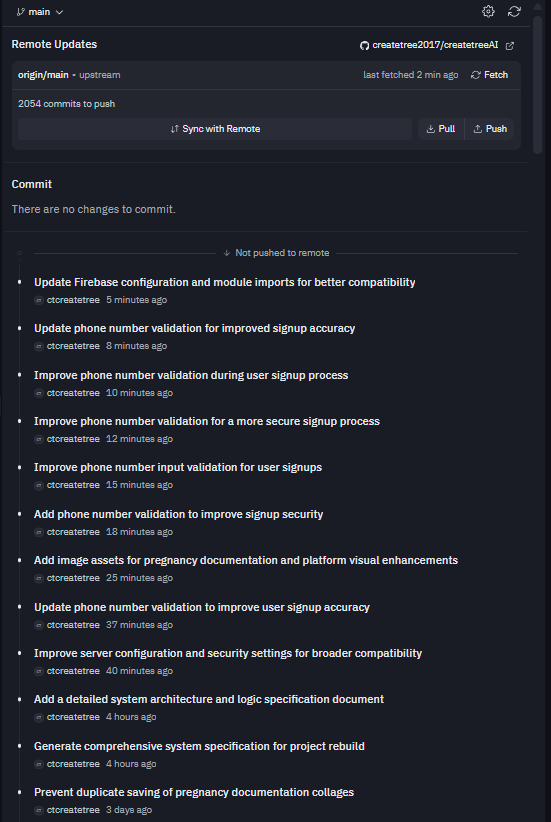 main
Remote Updates
createtree2017/createtreeAI
origin/main • upstream
last fetched 2 min ago
Fetch
2054 commits to push
Sync with Remote
Pull
Push
Commit
There are no changes to commit.
Not pushed to remote
Update Firebase configuration and module imports for better compatibility
ctcreatetree 5 minutes ago
Update phone number validation for improved signup accuracy
ctcreatetree 8 minutes ago
Improve phone number validation during user signup process
ctcreatetree 10 minutes ago
Improve phone number validation for a more secure signup process
ctcreatetree 12 minutes ago
Improve phone number input validation for user signups
ctcreatetree 15 minutes ago
Add phone number validation to improve signup security
ctcreatetree 18 minutes ago
Add image assets for pregnancy documentation and platform visual enhancements
ctcreatetree 25 minutes ago
Update phone number validation to improve user signup accuracy
ctcreatetree 37 minutes ago
Improve server configuration and security settings for broader compatibility
ctcreatetree 40 minutes ago
Add a detailed system architecture and logic specification document
ctcreatetree 4 hours ago
Generate comprehensive system specification for project rebuild
ctcreatetree 4 hours ago
Prevent duplicate saving of pregnancy documentation collages
ctcreatetree 3 days ago